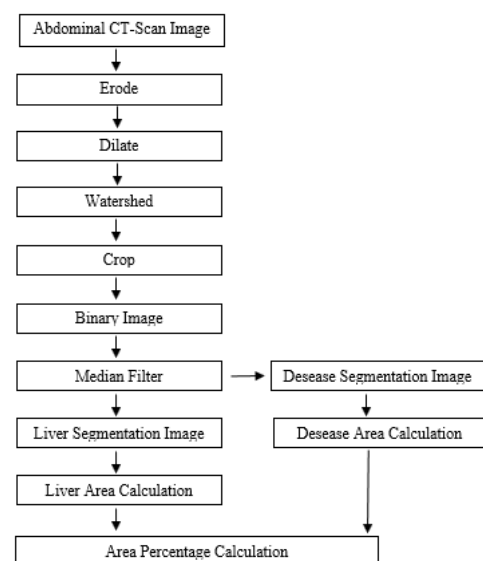 Abdominal CT-Scan Image
Erode
Dilate
Watershed
Crop
Binary Image
Median Filter
Desease Segmentation Image
Liver Segmentation Image
Desease Area Calculation
Liver Area Calculation
Area Percentage Calculation